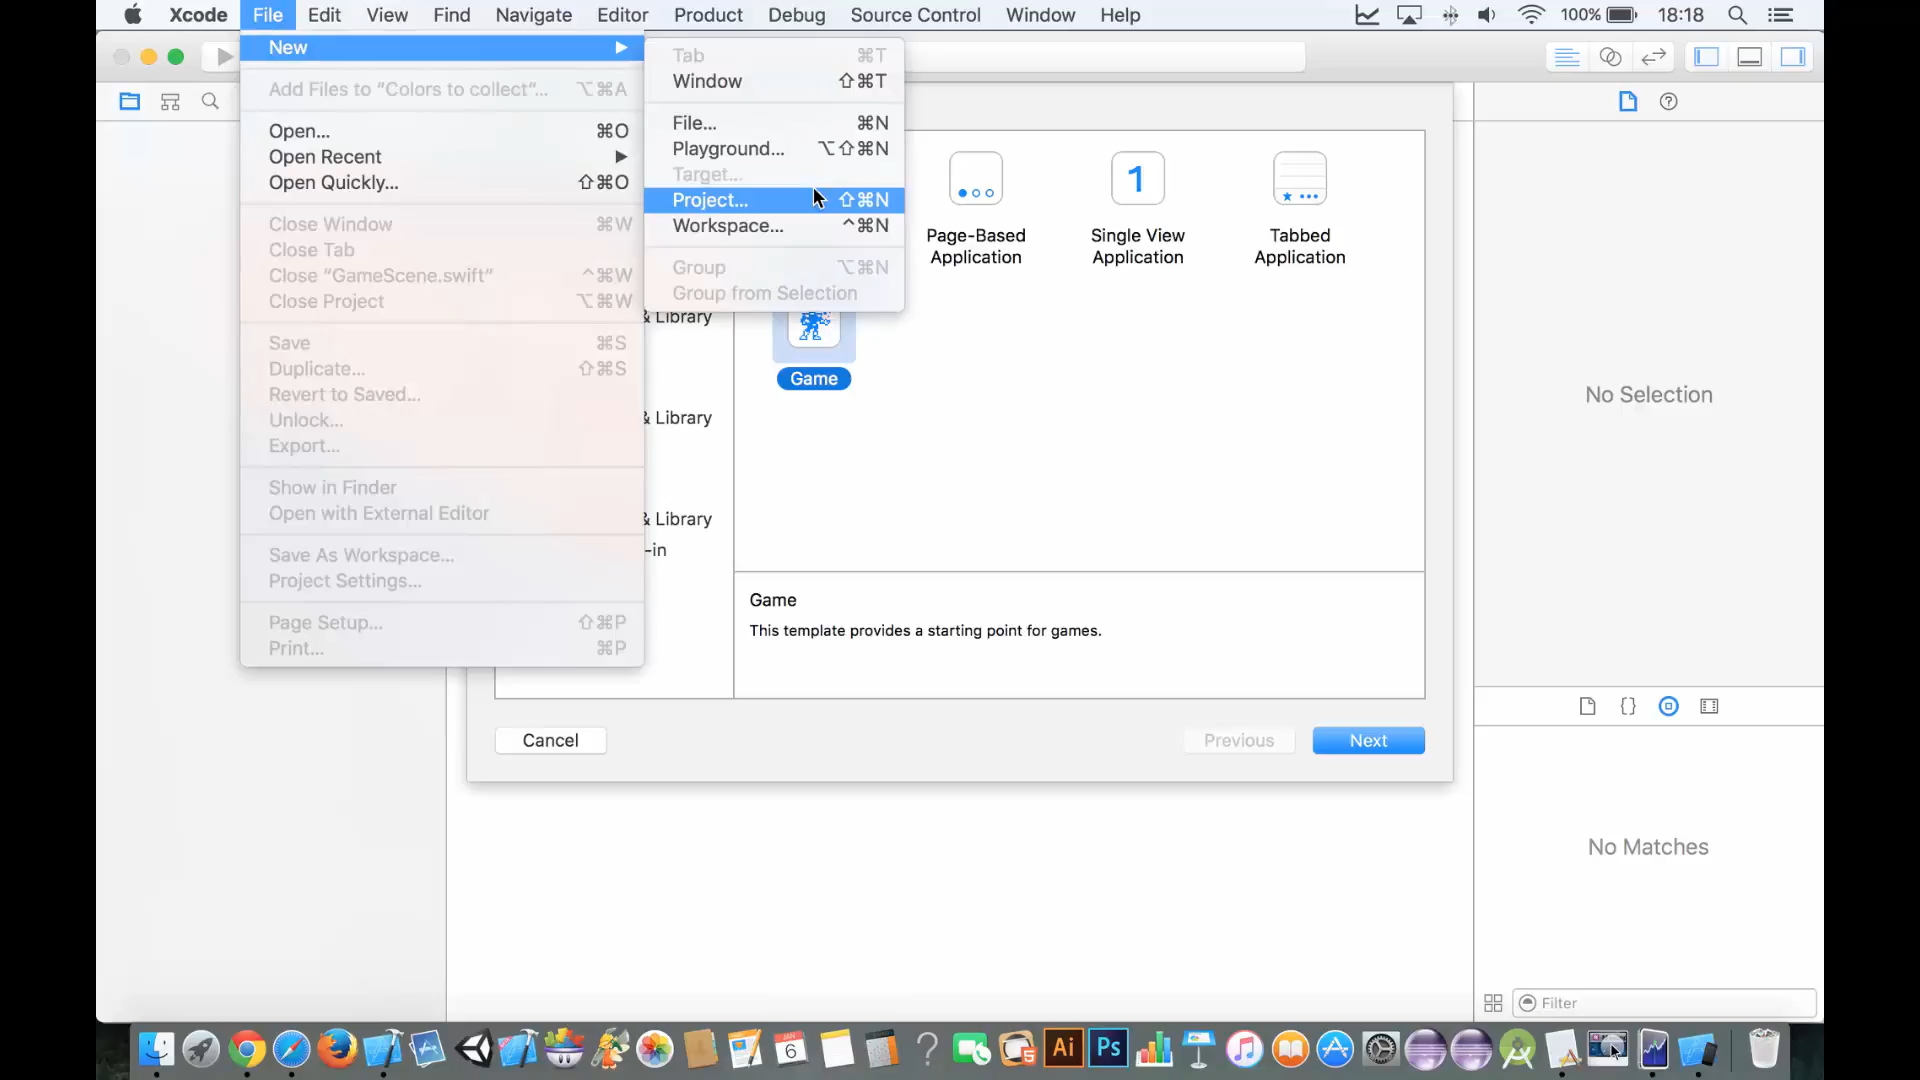 Xcode File Edit View Find Navigate Editor Product Debug Source Control Window Help 100% 18:18
New
Add Files to “Colors to collect”... ⌥⌘A
Open... ⌘O
Open Recent
Open Quickly... ⇧⌘O
Close Window ⌘W
Close Tab
Close “GameScene.swift” ^⌘W
Close Project ⌥⌘W
Save ⌘S
Duplicate... ⇧⌘S
Revert to Saved...
Unlock...
Export...
Show in Finder
Open with External Editor
Save As Workspace...
Project Settings...
Page Setup... ⇧⌘P
Print... ⌘P
Tab ⌘T
Window ⇧⌘T
File... ⌘N
Playground... ⌥⇧⌘N
Target...
Project... ⇧⌘N
Workspace... ^⌘N
Group ⌥⌘N
Group from Selection
& Library
& Library
& Library
-in
1
Page-Based
Application
Single View
Application
Tabbed
Application
Game
Game
This template provides a starting point for games.
Cancel
Previous
Next
No Selection
{}
No Matches
Filter
JAN
6
5
Ai
Ps